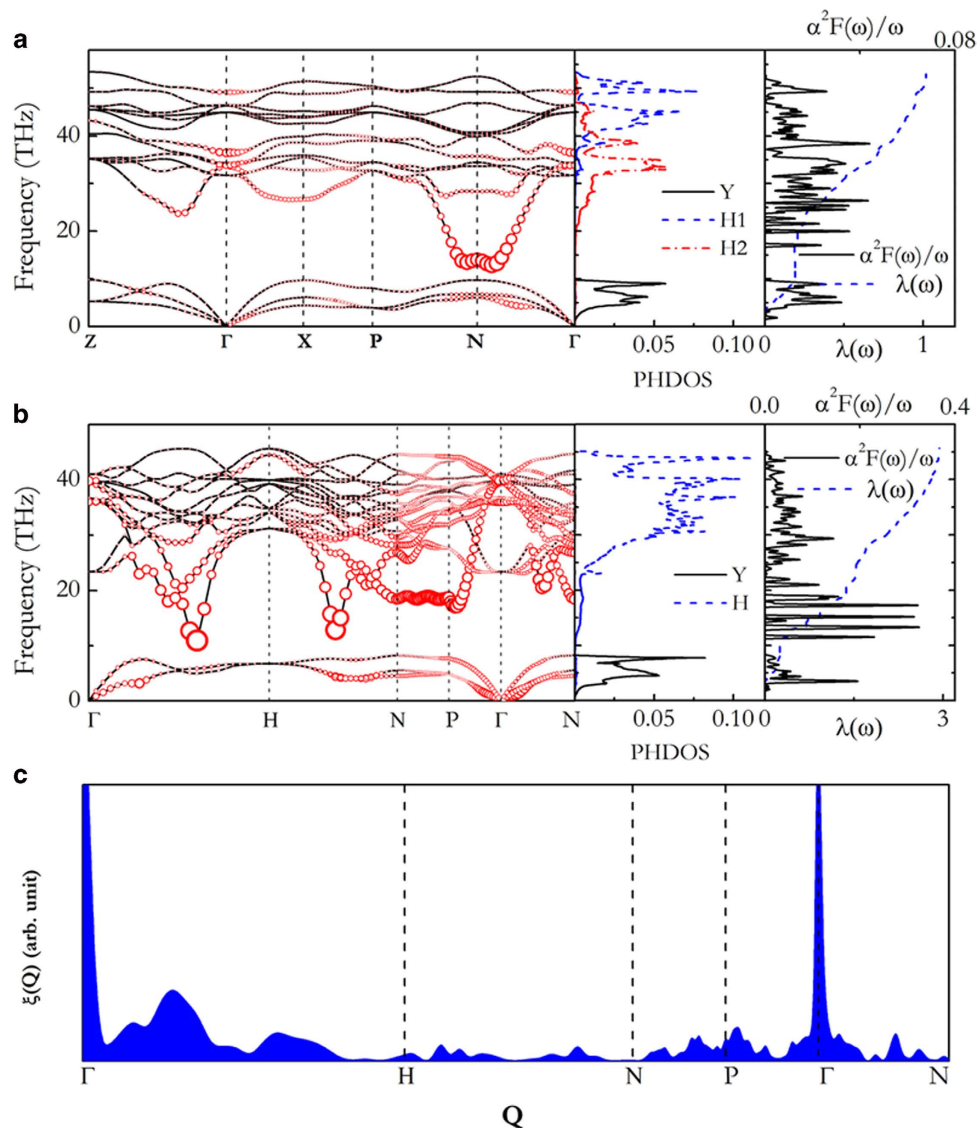 a
α²F(ω)/ω
0.08
Frequency (THz)
40
20
0
Y
H1
H2
α²F(ω)/ω
λ(ω)
Z Γ X P N Γ
0.05 0.10 0 1
PHDOS
λ(ω)
b
0.0 α²F(ω)/ω 0.4
Frequency (THz)
40
20
0
Y
H
α²F(ω)/ω
λ(ω)
Γ H N P Γ N
0.05 0.10 0 3
PHDOS
λ(ω)
c
ξ(Q) (arb. unit)
Γ H N P Γ N
Q